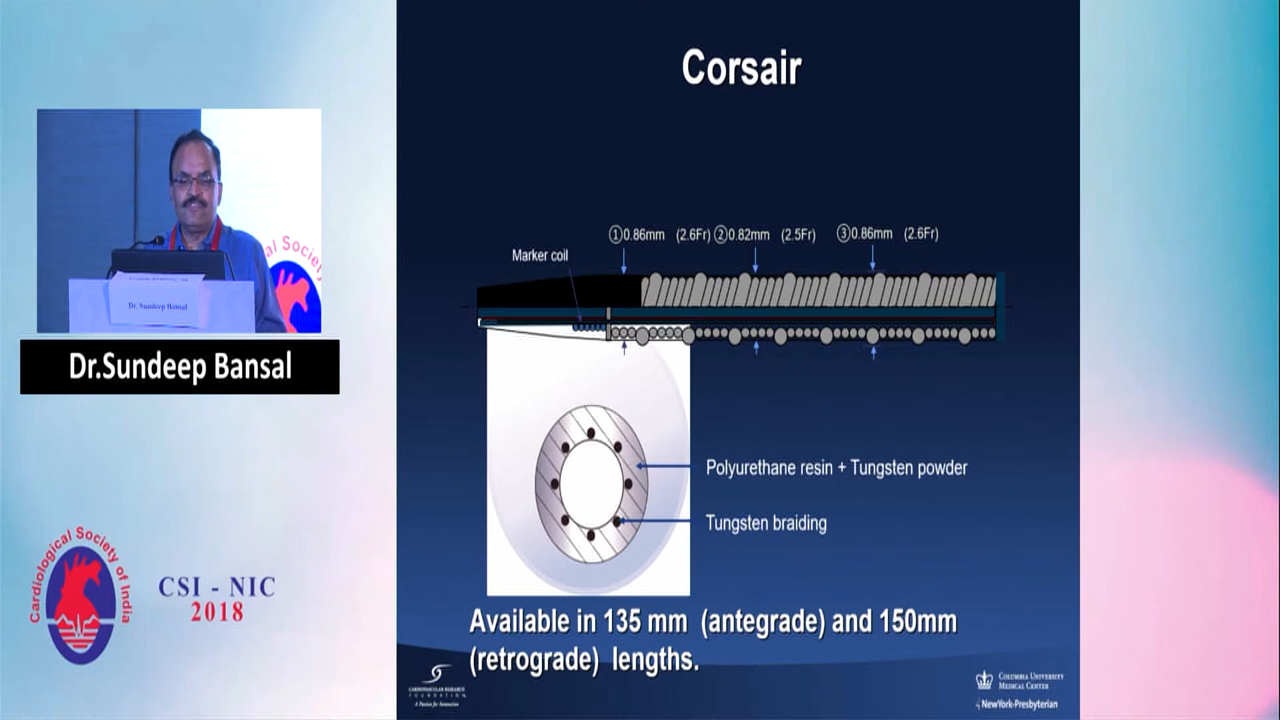 Corsair
①0.86mm (2.6Fr) ②0.82mm (2.5Fr) ③0.86mm (2.6Fr)
Marker coil
Polyurethane resin + Tungsten powder
Tungsten braiding
Available in 135 mm (antegrade) and 150mm
(retrograde) lengths.
CARDIOVASCULAR RESEARCH
FOUNDATION
A Passion for Innovation
COLUMBIA UNIVERSITY
MEDICAL CENTER
NewYork-Presbyterian
Society
Dr. Sundeep Bansal
Dr.Sundeep Bansal
Cardiological Society of India
CSI - NIC
2018